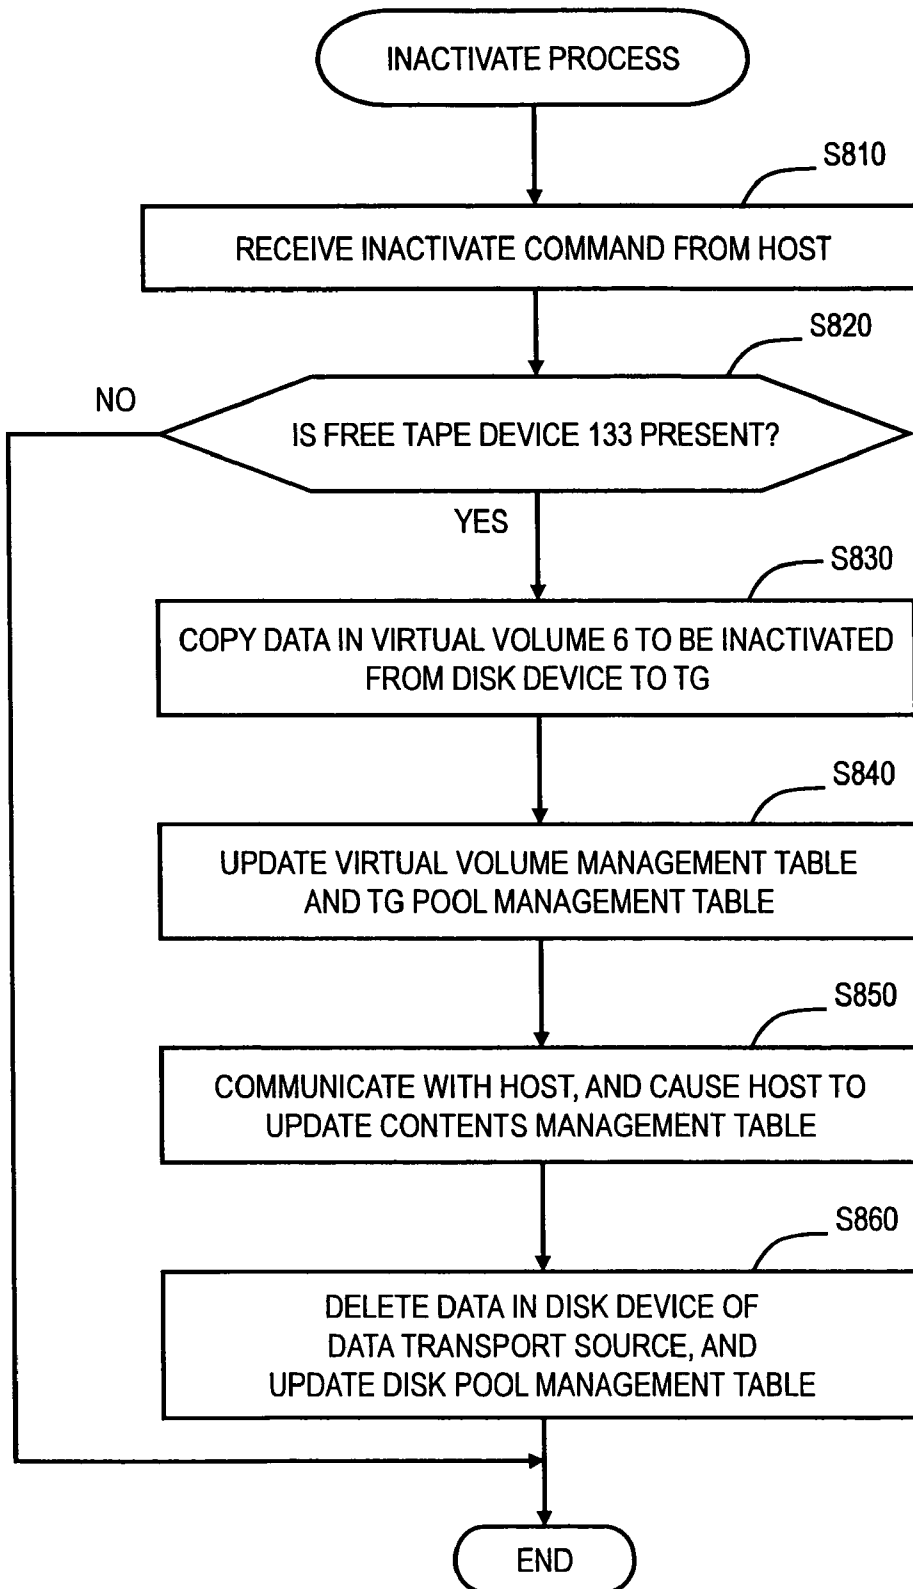 INACTIVATE PROCESS
S810
RECEIVE INACTIVATE COMMAND FROM HOST
S820
NO
IS FREE TAPE DEVICE 133 PRESENT?
YES
S830
COPY DATA IN VIRTUAL VOLUME 6 TO BE INACTIVATED
FROM DISK DEVICE TO TG
S840
UPDATE VIRTUAL VOLUME MANAGEMENT TABLE
AND TG POOL MANAGEMENT TABLE
S850
COMMUNICATE WITH HOST, AND CAUSE HOST TO
UPDATE CONTENTS MANAGEMENT TABLE
S860
DELETE DATA IN DISK DEVICE OF
DATA TRANSPORT SOURCE, AND
UPDATE DISK POOL MANAGEMENT TABLE
END